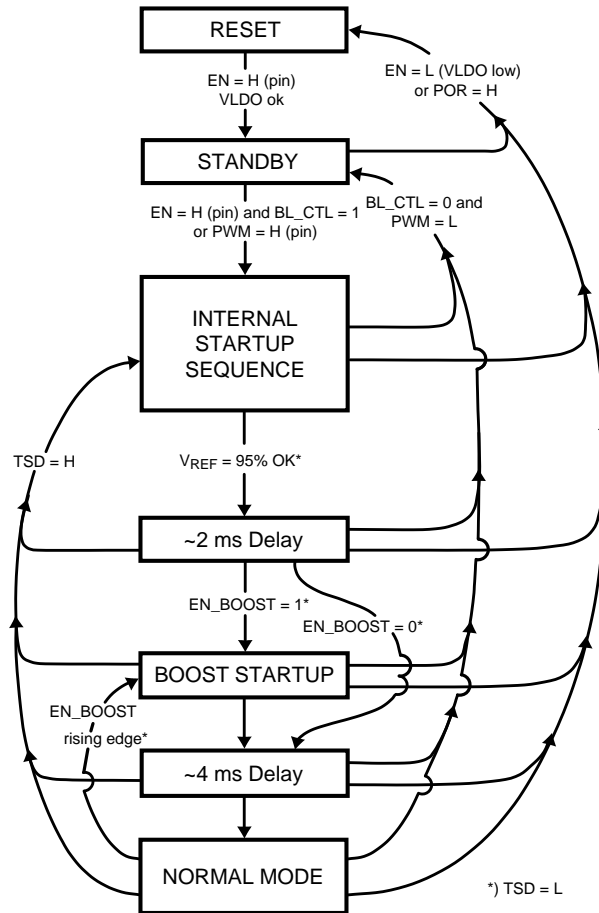 RESET
EN = L (VLDO low)
or POR = H
EN = H (pin)
VLDO ok
STANDBY
EN = H (pin) and BL_CTL = 1
or PWM = H (pin)
BL_CTL = 0 and
PWM = L
INTERNAL
STARTUP
SEQUENCE
TSD = H
VREF = 95% OK*
~2 ms Delay
EN_BOOST = 1*
EN_BOOST = 0*
BOOST STARTUP
EN_BOOST
rising edge*
~4 ms Delay
NORMAL MODE
*) TSD = L